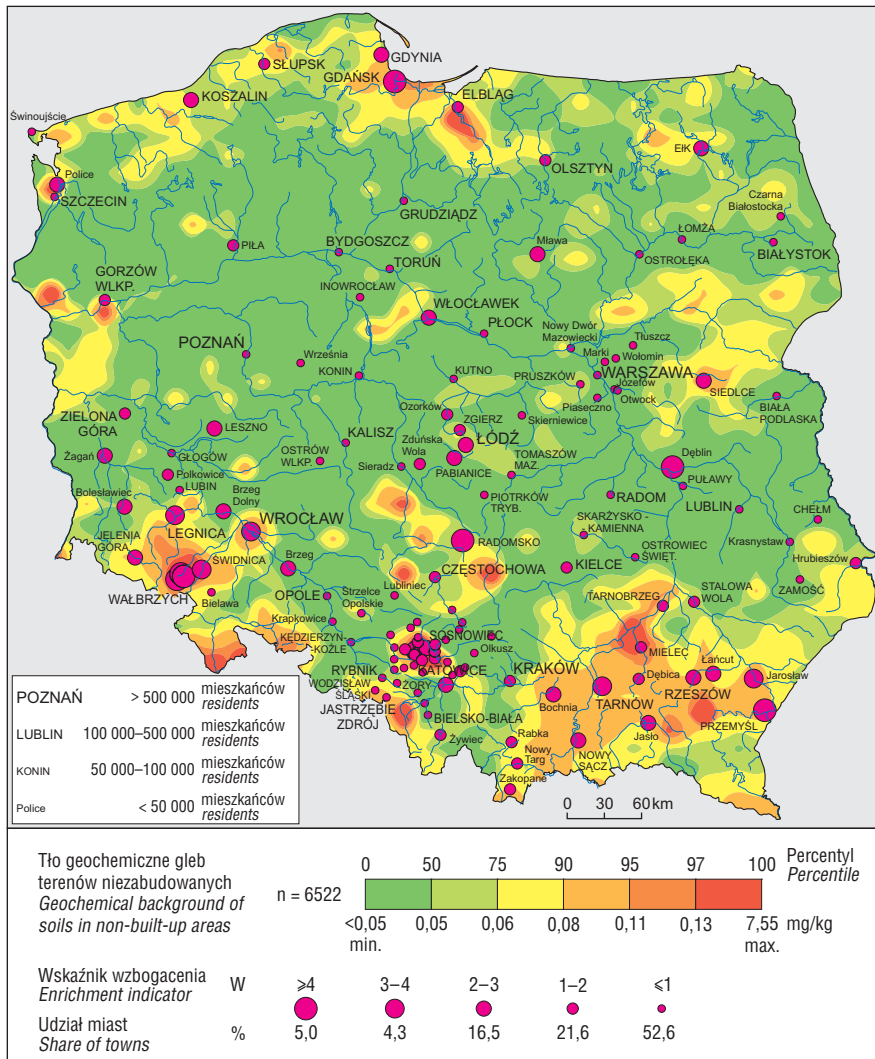 GDYNIA
SŁUPSK
GDAŃSK
KOSZALIN
ELBLĄG
Świnoujście
EŁK
OLSZTYN
Police
SZCZECIN
Czarna
Białostocka
GRUDZIĄDZ
ŁOMŻA
PIŁA
BYDGOSZCZ
Mława
BIAŁYSTOK
OSTROŁĘKA
TORUŃ
GORZÓW
WLKP.
INOWROCŁAW
WŁOCŁAWEK
PŁOCK
Nowy Dwór
Mazowiecki
Tłuszcz
POZNAŃ
Marki
Wołomin
Września
WARSZAWA
KONIN
KUTNO
PRUSZKÓW
Józefów
Otwock
SIEDLCE
Piaseczno
BIAŁA
PODLASKA
ZIELONA
GÓRA
Ozorków
ZGIERZ
Skierniewice
LESZNO
KALISZ
ŁÓDŹ
Żagań
GŁOGÓW
OSTRÓW
WLKP.
Zduńska
Wola
Sieradz
PABIANICE
TOMASZÓW
MAZ.
Dęblin
Polkowice
LUBIN
PUŁAWY
Bolesławiec
Brzeg
Dolny
PIOTRKÓW
TRYB.
RADOM
LUBLIN
CHEŁM
LEGNICA
WROCŁAW
SKARŻYSKO
- KAMIENNA
Krasnystaw
JELENIA
GÓRA
RADOMSKO
ŚWIDNICA
Brzeg
OSTROWIEC
ŚWIĘT.
Hrubieszów
CZĘSTOCHOWA
KIELCE
WAŁBRZYCH
Bielawa
OPOLE
Strzelce
Opolskie
Lubliniec
ZAMOŚĆ
TARNOBRZEG
STALOWA
WOLA
Krapkowice
KĘDZIERZYN-
KOŹLE
SOSNOWIEC
Olkusz
MIELEC
RYBNIK
KATOWICE
KRAKÓW
Łańcut
WODZISŁAW
ŚLĄSKI
ŻORY
Dębica
RZESZÓW
Jarosław
JASTRZĘBIE
ZDRÓJ
Bochnia
TARNÓW
BIELSKO-BIAŁA
PRZEMYŚL
Jasło
Żywiec
Rabka
Nowy
Targ
NOWY
SĄCZ
Zakopane
0 30 60 km
POZNAŃ > 500 000 mieszkańców
residents
LUBLIN 100 000–500 000 mieszkańców
residents
KONIN 50 000–100 000 mieszkańców
residents
Police < 50 000 mieszkańców
residents
Tło geochemiczne gleb
terenów niezabudowanych
Geochemical background of
soils in non-built-up areas
n = 6522
0 50 75 90 95 97 100 Percentyl
Percentile
<0,05 0,05 0,06 0,08 0,11 0,13 7,55 mg/kg
min. max.
Wskaźnik wzbogacenia W ⩾4 3–4 2–3 1–2 ⩽1
Enrichment indicator
Udział miast % 5,0 4,3 16,5 21,6 52,6
Share of towns